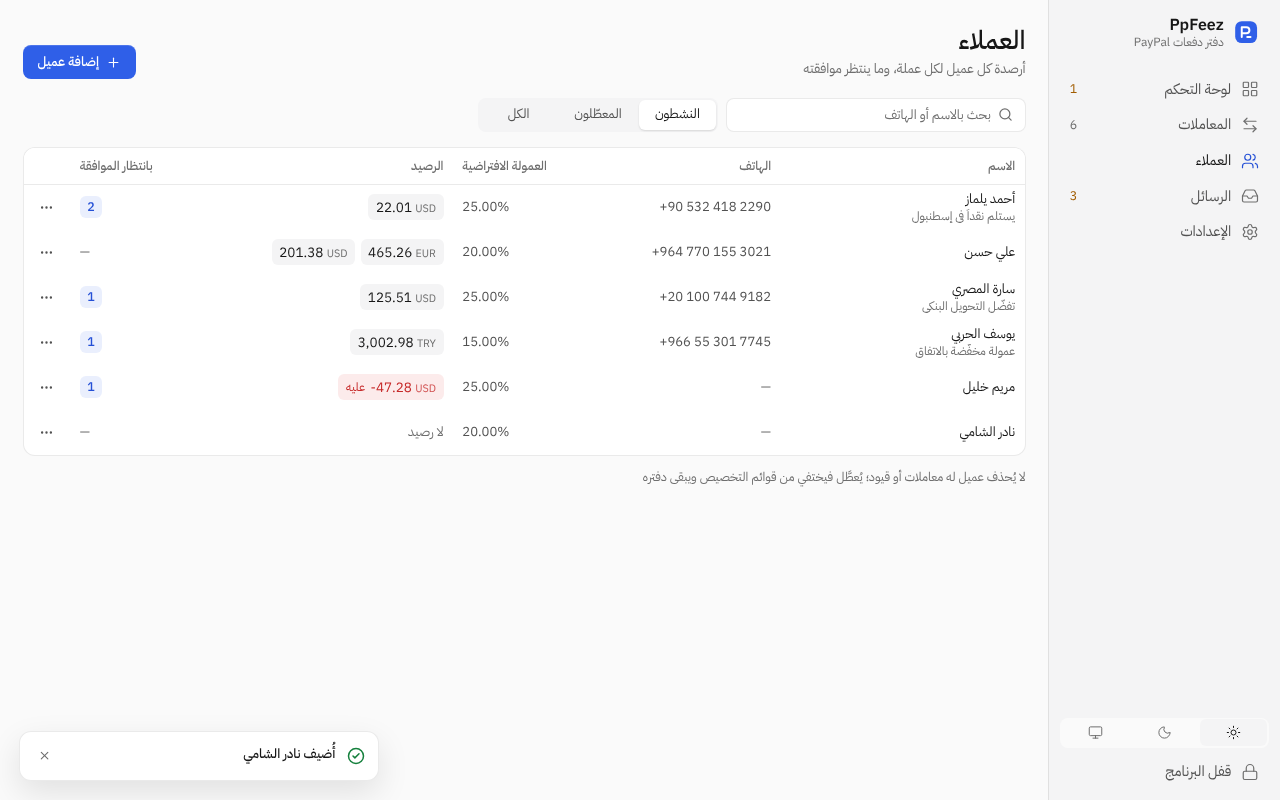 PpFeez
دفتر دفعات PayPal
لوحة التحكم 1
المعاملات 6
العملاء
الرسائل 3
الإعدادات
قفل البرنامج
العملاء
أرصدة كل عميل لكل عملة، وما ينتظر موافقته
إضافة عميل
بحث بالاسم أو الهاتف
النشطون المعطّلون الكل
الاسم الهاتف العمولة الافتراضية الرصيد بانتظار الموافقة
أحمد يلماز +90 532 418 2290 25.00% 22.01 USD 2
يستلم نقداً في إسطنبول
علي حسن +964 770 155 3021 20.00% 465.26 EUR 201.38 USD —
سارة المصري +20 100 744 9182 25.00% 125.51 USD 1
تفضّل التحويل البنكي
يوسف الحربي +966 55 301 7745 15.00% 3,002.98 TRY 1
عمولة مخفّضة بالاتفاق
مريم خليل — 25.00% -47.28 USD عليه 1
نادر الشامي — 20.00% لا رصيد —
لا يُحذف عميل له معاملات أو قيود؛ يُعطَّل فيختفي من قوائم التخصيص ويبقى دفتره
أُضيف نادر الشامي